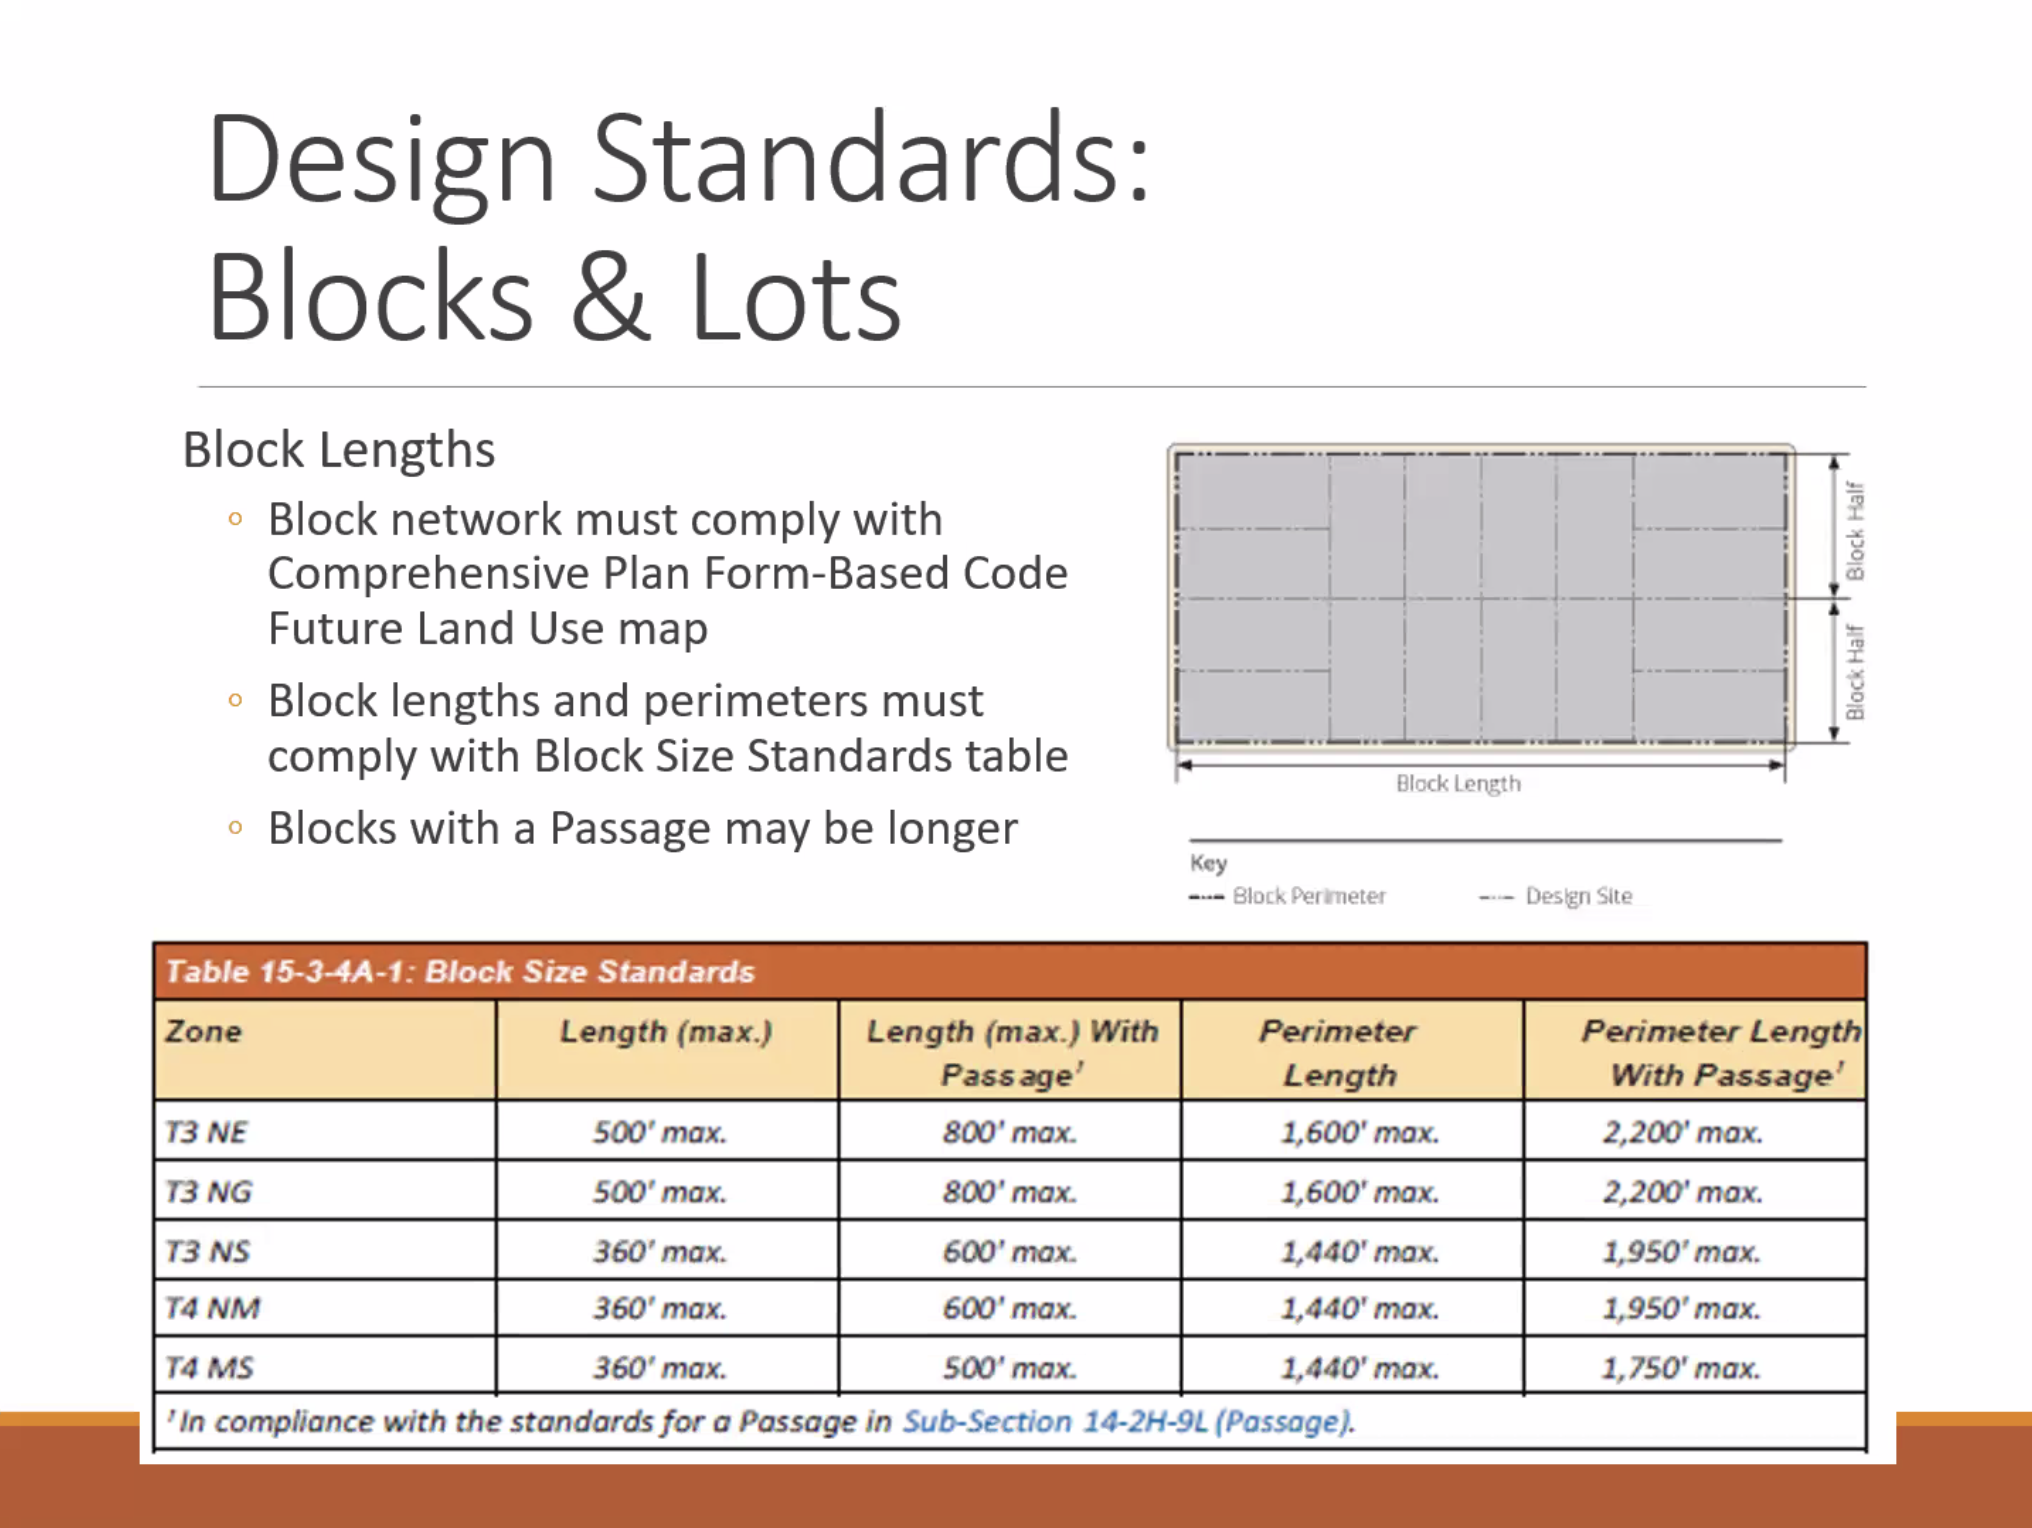 Design Standards:
Blocks & Lots
Block Lengths
◦ Block network must comply with
Comprehensive Plan Form-Based Code
Future Land Use map
◦ Block lengths and perimeters must
comply with Block Size Standards table
◦ Blocks with a Passage may be longer
Block Half
Block Half
Block Length
Key
Block Perimeter Design Site
Table 15-3-4A-1: Block Size Standards
Zone Length (max.) Length (max.) With Passage¹ Perimeter Length Perimeter Length With Passage¹
T3 NE 500' max. 800' max. 1,600' max. 2,200' max.
T3 NG 500' max. 800' max. 1,600' max. 2,200' max.
T3 NS 360' max. 600' max. 1,440' max. 1,950' max.
T4 NM 360' max. 600' max. 1,440' max. 1,950' max.
T4 MS 360' max. 500' max. 1,440' max. 1,750' max.
¹ In compliance with the standards for a Passage in Sub-Section 14-2H-9L (Passage).